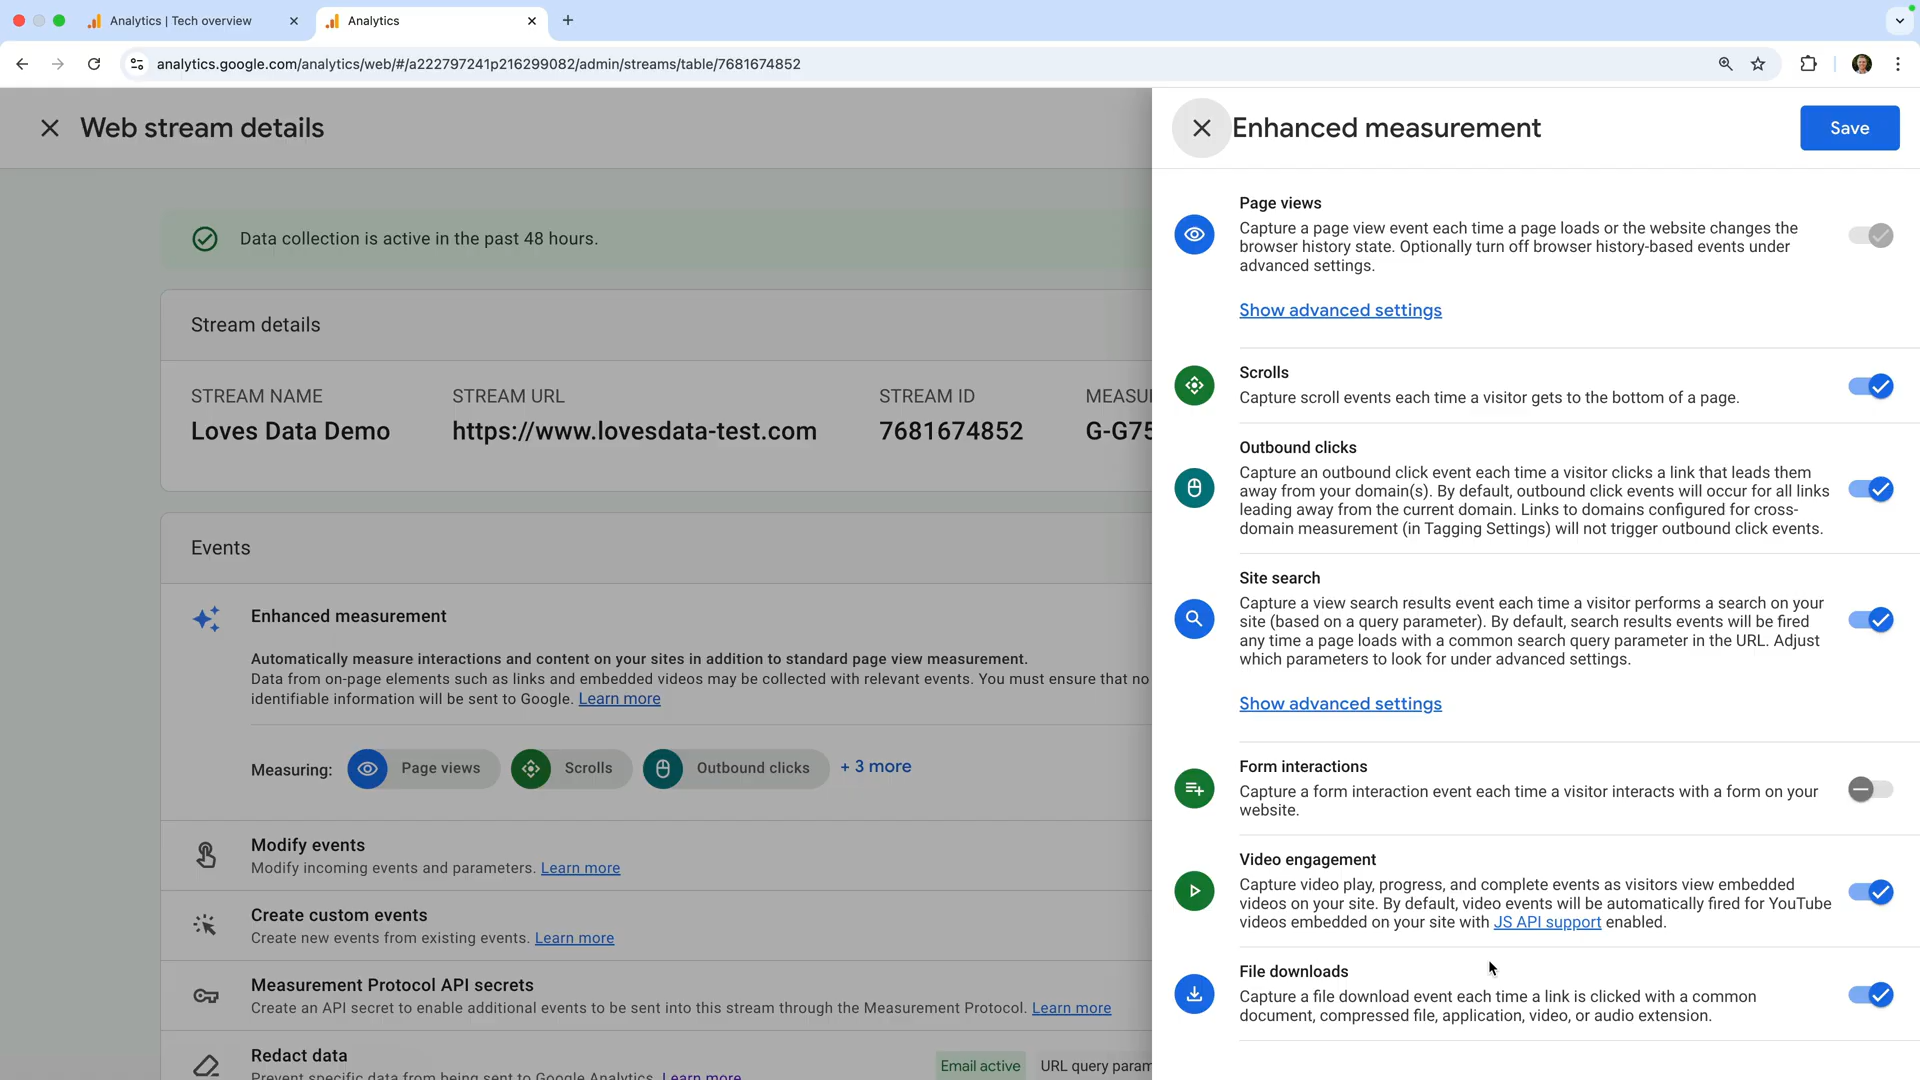 Analytics | Tech overview
Analytics
analytics.google.com/analytics/web/#/a222797241p216299082/admin/streams/table/7681674852
Web stream details
Data collection is active in the past 48 hours.
Stream details
STREAM NAME
STREAM URL
STREAM ID
MEASU
Loves Data Demo
https://www.lovesdata-test.com
7681674852
G-G75
Events
Enhanced measurement
Automatically measure interactions and content on your sites in addition to standard page view measurement.
Data from on-page elements such as links and embedded videos may be collected with relevant events. You must ensure that no
identifiable information will be sent to Google. Learn more
Measuring:
Page views
Scrolls
Outbound clicks
+ 3 more
Modify events
Modify incoming events and parameters. Learn more
Create custom events
Create new events from existing events. Learn more
Measurement Protocol API secrets
Create an API secret to enable additional events to be sent into this stream through the Measurement Protocol. Learn more
Redact data
Prevent specific data from being sent to Google Analytics. Learn more
Email active
URL query param
Enhanced measurement
Save
Page views
Capture a page view event each time a page loads or the website changes the
browser history state. Optionally turn off browser history-based events under
advanced settings.
Show advanced settings
Scrolls
Capture scroll events each time a visitor gets to the bottom of a page.
Outbound clicks
Capture an outbound click event each time a visitor clicks a link that leads them
away from your domain(s). By default, outbound click events will occur for all links
leading away from the current domain. Links to domains configured for cross-
domain measurement (in Tagging Settings) will not trigger outbound click events.
Site search
Capture a view search results event each time a visitor performs a search on your
site (based on a query parameter). By default, search results events will be fired
any time a page loads with a common search query parameter in the URL. Adjust
which parameters to look for under advanced settings.
Show advanced settings
Form interactions
Capture a form interaction event each time a visitor interacts with a form on your
website.
Video engagement
Capture video play, progress, and complete events as visitors view embedded
videos on your site. By default, video events will be automatically fired for YouTube
videos embedded on your site with JS API support enabled.
File downloads
Capture a file download event each time a link is clicked with a common
document, compressed file, application, video, or audio extension.